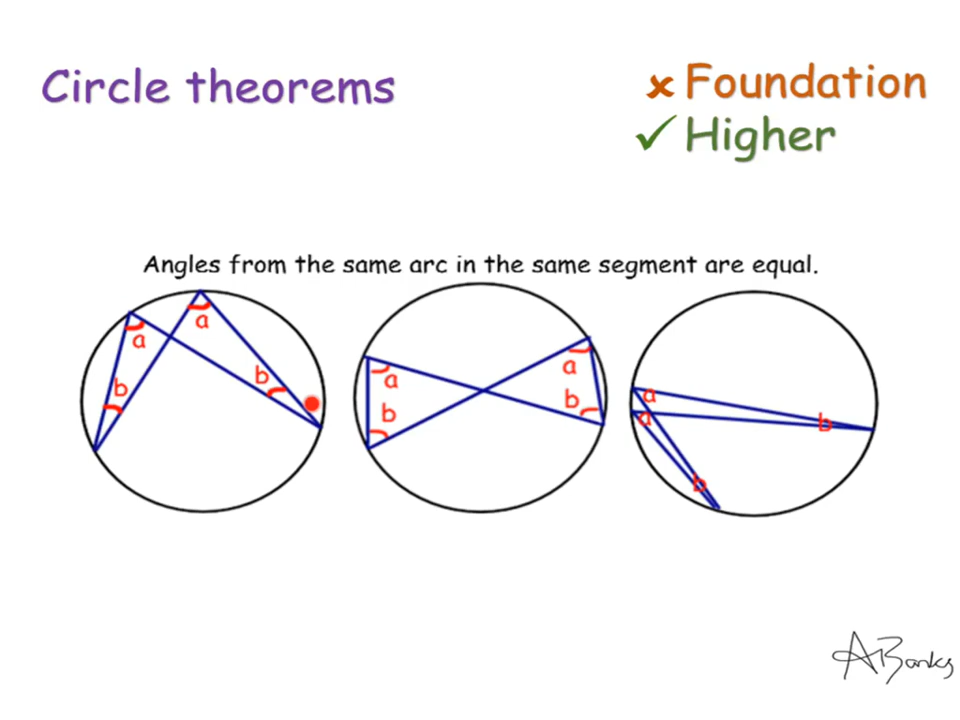 Circle theorems
Foundation
Higher
Angles from the same arc in the same segment are equal.
a
b
a
b
a
b
a
b
a
a
b
b
ABanks